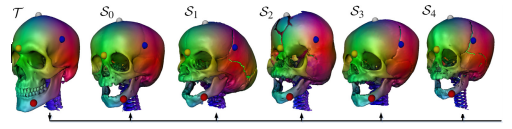 𝒯 𝒮₀ 𝒮₁ 𝒮₂ 𝒮₃ 𝒮₄